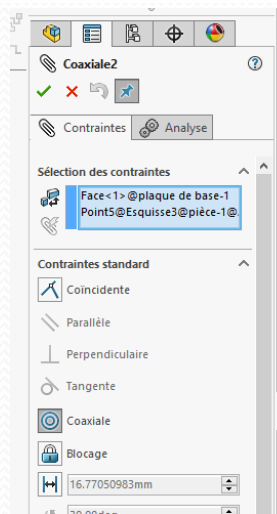 Coaxiale2
Contraintes Analyse
Sélection des contraintes
Face<1>@plaque de base-1
Point5@Esquisse3@pièce-1@
Contraintes standard
Coïncidente
Parallèle
Perpendiculaire
Tangente
Coaxiale
Blocage
16.77050983mm